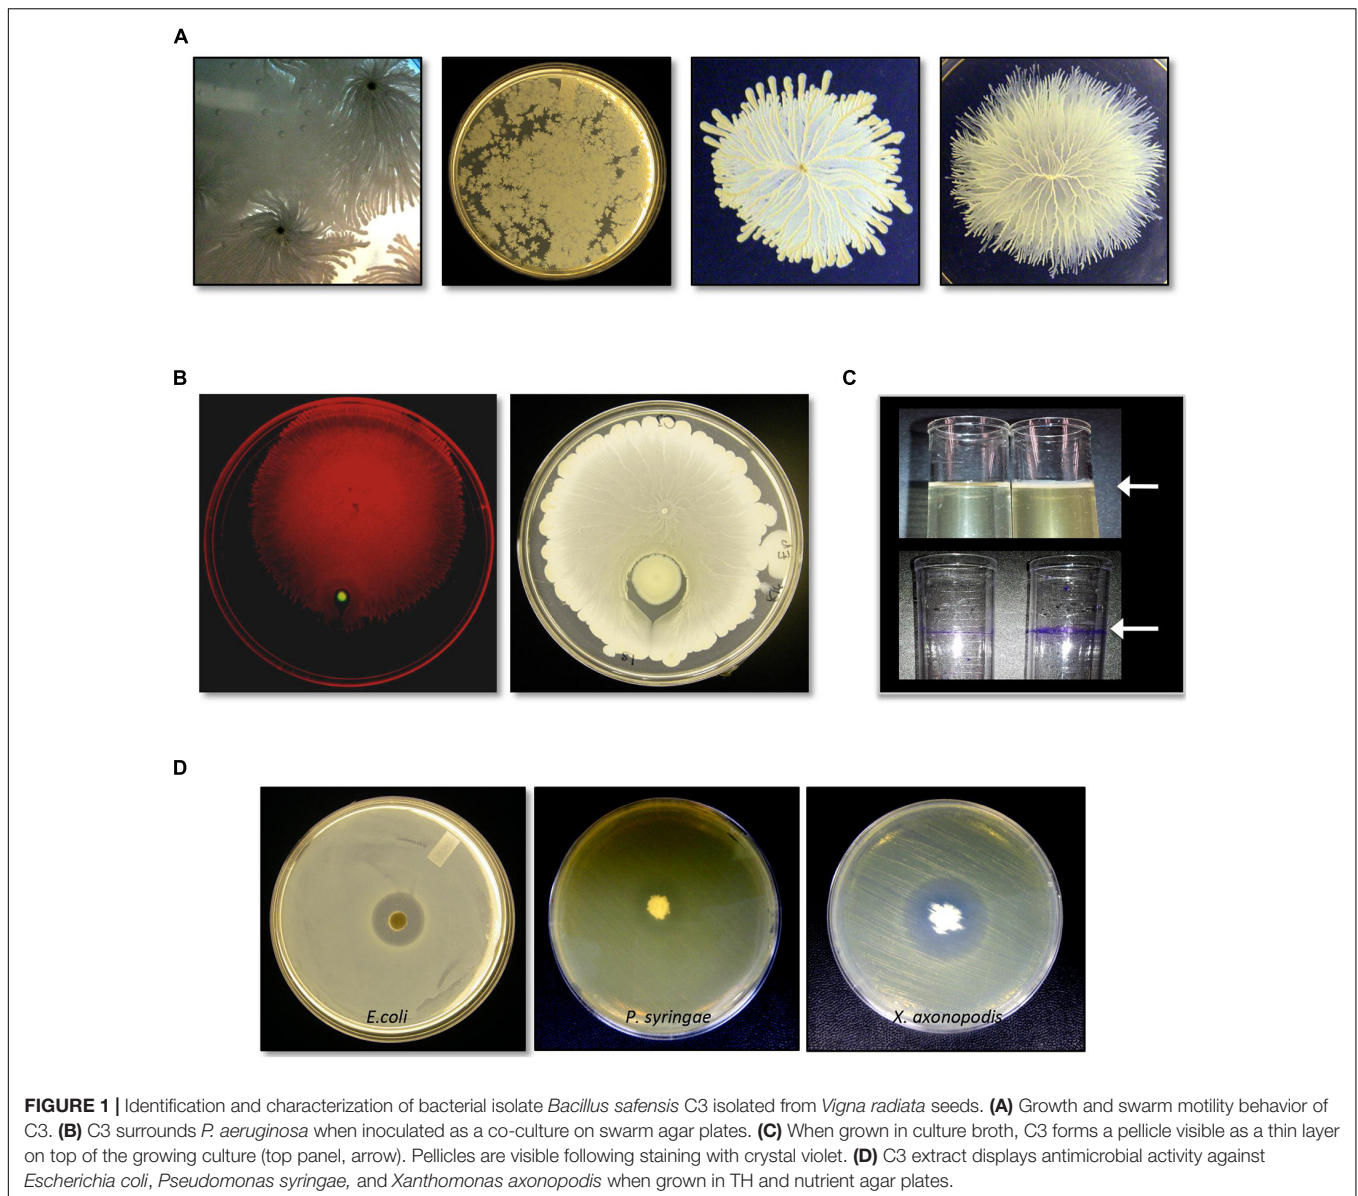 A
B
C
D
E.coli
P. syringae
X. axonopodis
FIGURE 1 | Identification and characterization of bacterial isolate Bacillus safensis C3 isolated from Vigna radiata seeds. (A) Growth and swarm motility behavior of
C3. (B) C3 surrounds P. aeruginosa when inoculated as a co-culture on swarm agar plates. (C) When grown in culture broth, C3 forms a pellicle visible as a thin layer
on top of the growing culture (top panel, arrow). Pellicles are visible following staining with crystal violet. (D) C3 extract displays antimicrobial activity against
Escherichia coli, Pseudomonas syringae, and Xanthomonas axonopodis when grown in TH and nutrient agar plates.